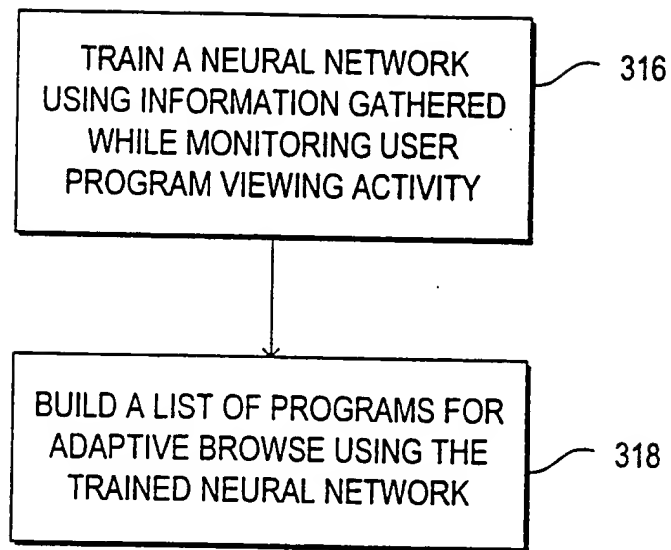 TRAIN A NEURAL NETWORK
USING INFORMATION GATHERED
WHILE MONITORING USER
PROGRAM VIEWING ACTIVITY
316
BUILD A LIST OF PROGRAMS FOR
ADAPTIVE BROWSE USING THE
TRAINED NEURAL NETWORK
318